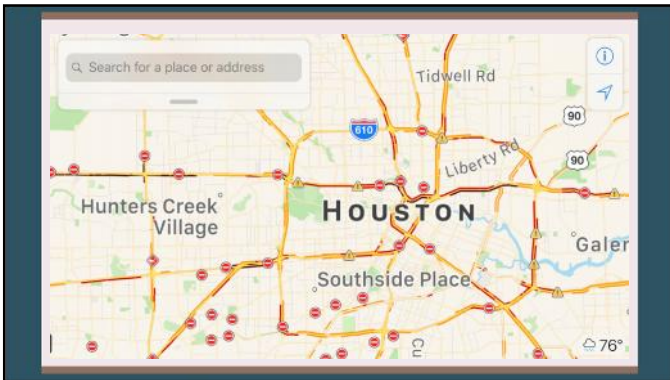 Search for a place or address
Tidwell Rd
90
610
Liberty Rd
90
Hunters Creek
Village
HOUSTON
Galer
Southside Place
Cu
76°